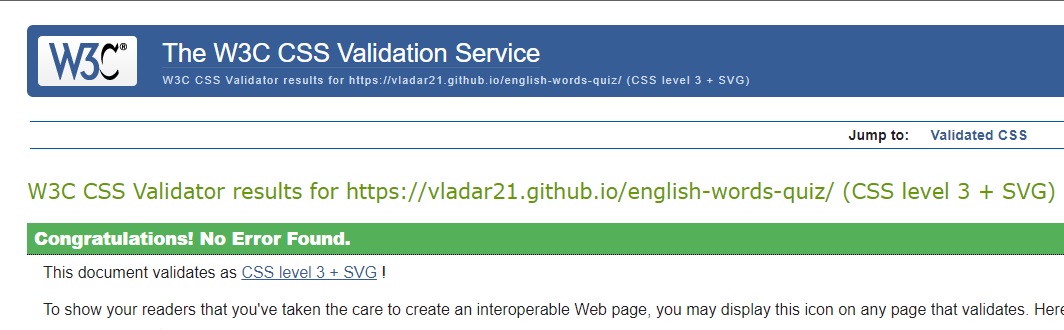 W3C®
The W3C CSS Validation Service
W3C CSS Validator results for https://vladar21.github.io/english-words-quiz/ (CSS level 3 + SVG)
Jump to: Validated CSS
W3C CSS Validator results for https://vladar21.github.io/english-words-quiz/ (CSS level 3 + SVG)
Congratulations! No Error Found.
This document validates as CSS level 3 + SVG !
To show your readers that you've taken the care to create an interoperable Web page, you may display this icon on any page that validates. Here